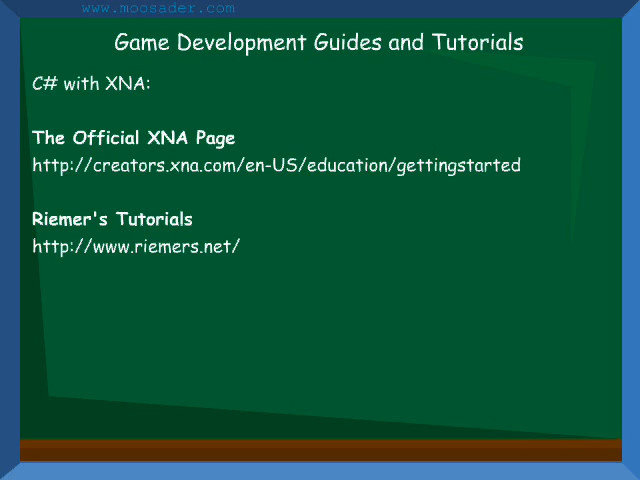 www.moosader.com
Game Development Guides and Tutorials
C# with XNA:
The Official XNA Page
http://creators.xna.com/en-US/education/gettingstarted
Riemer's Tutorials
http://www.riemers.net/